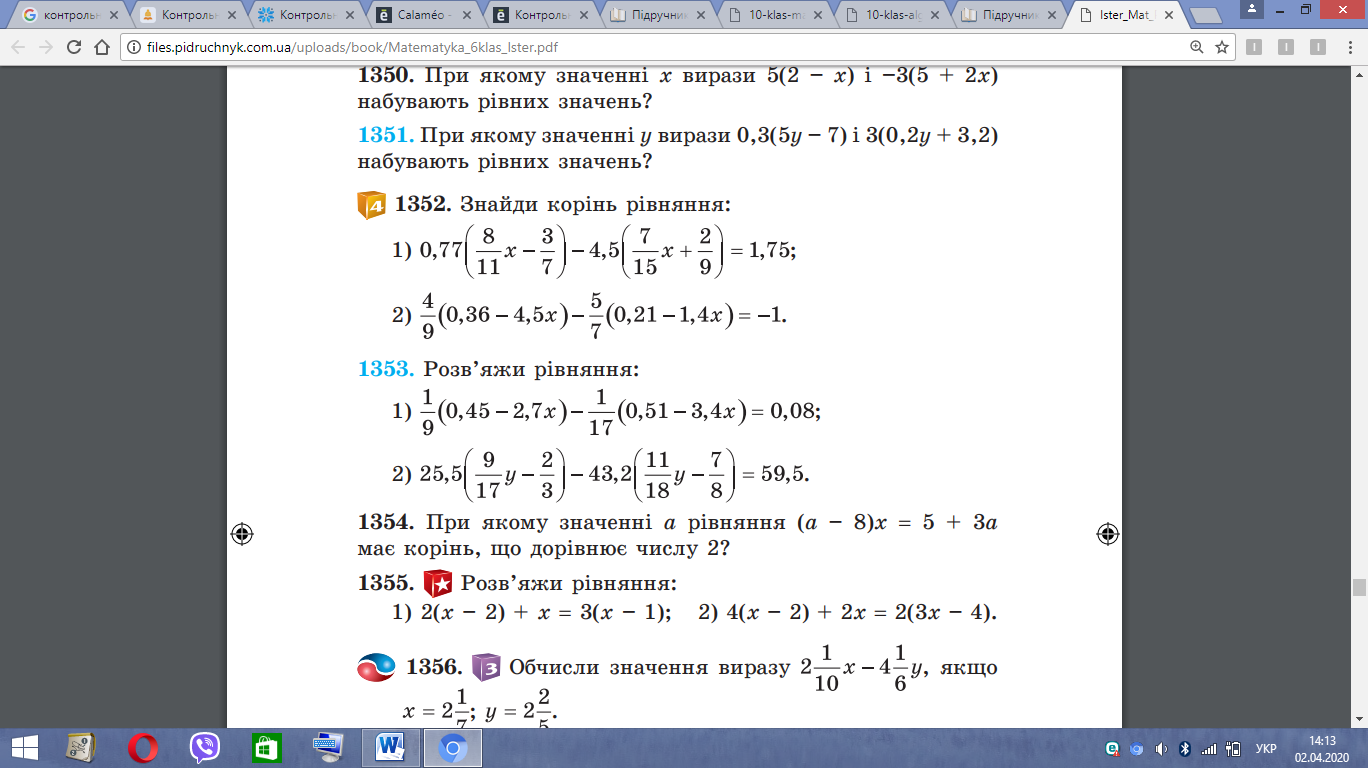 контроль
Контроль
Контроль
Calaméo -
Контроль
Підручник
10-klas-ma
10-klas-alg
Підручник
Ister_Mat_
files.pidruchnyk.com.ua/uploads/book/Matematyka_6klas_Ister.pdf
1350. При якому значенні x вирази 5(2 − x) і −3(5 + 2x)
набувають рівних значень?
1351. При якому значенні y вирази 0,3(5y − 7) і 3(0,2y + 3,2)
набувають рівних значень?
4 1352. Знайди корінь рівняння:
1) 0,77(8/11 x − 3/7) − 4,5(7/15 x + 2/9) = 1,75;
2) 4/9 (0,36 − 4,5x) − 5/7 (0,21 − 1,4x) = −1.
1353. Розв’яжи рівняння:
1) 1/9 (0,45 − 2,7x) − 1/17 (0,51 − 3,4x) = 0,08;
2) 25,5(9/17 y − 2/3) − 43,2(11/18 y − 7/8) = 59,5.
1354. При якому значенні a рівняння (a − 8)x = 5 + 3a
має корінь, що дорівнює числу 2?
1355. Розв’яжи рівняння:
1) 2(x − 2) + x = 3(x − 1); 2) 4(x − 2) + 2x = 2(3x − 4).
1356. 3 Обчисли значення виразу 2 1/10 x − 4 1/6 y, якщо
x = 2 1/7; y = 2 2/5.
УКР
14:13
02.04.2020